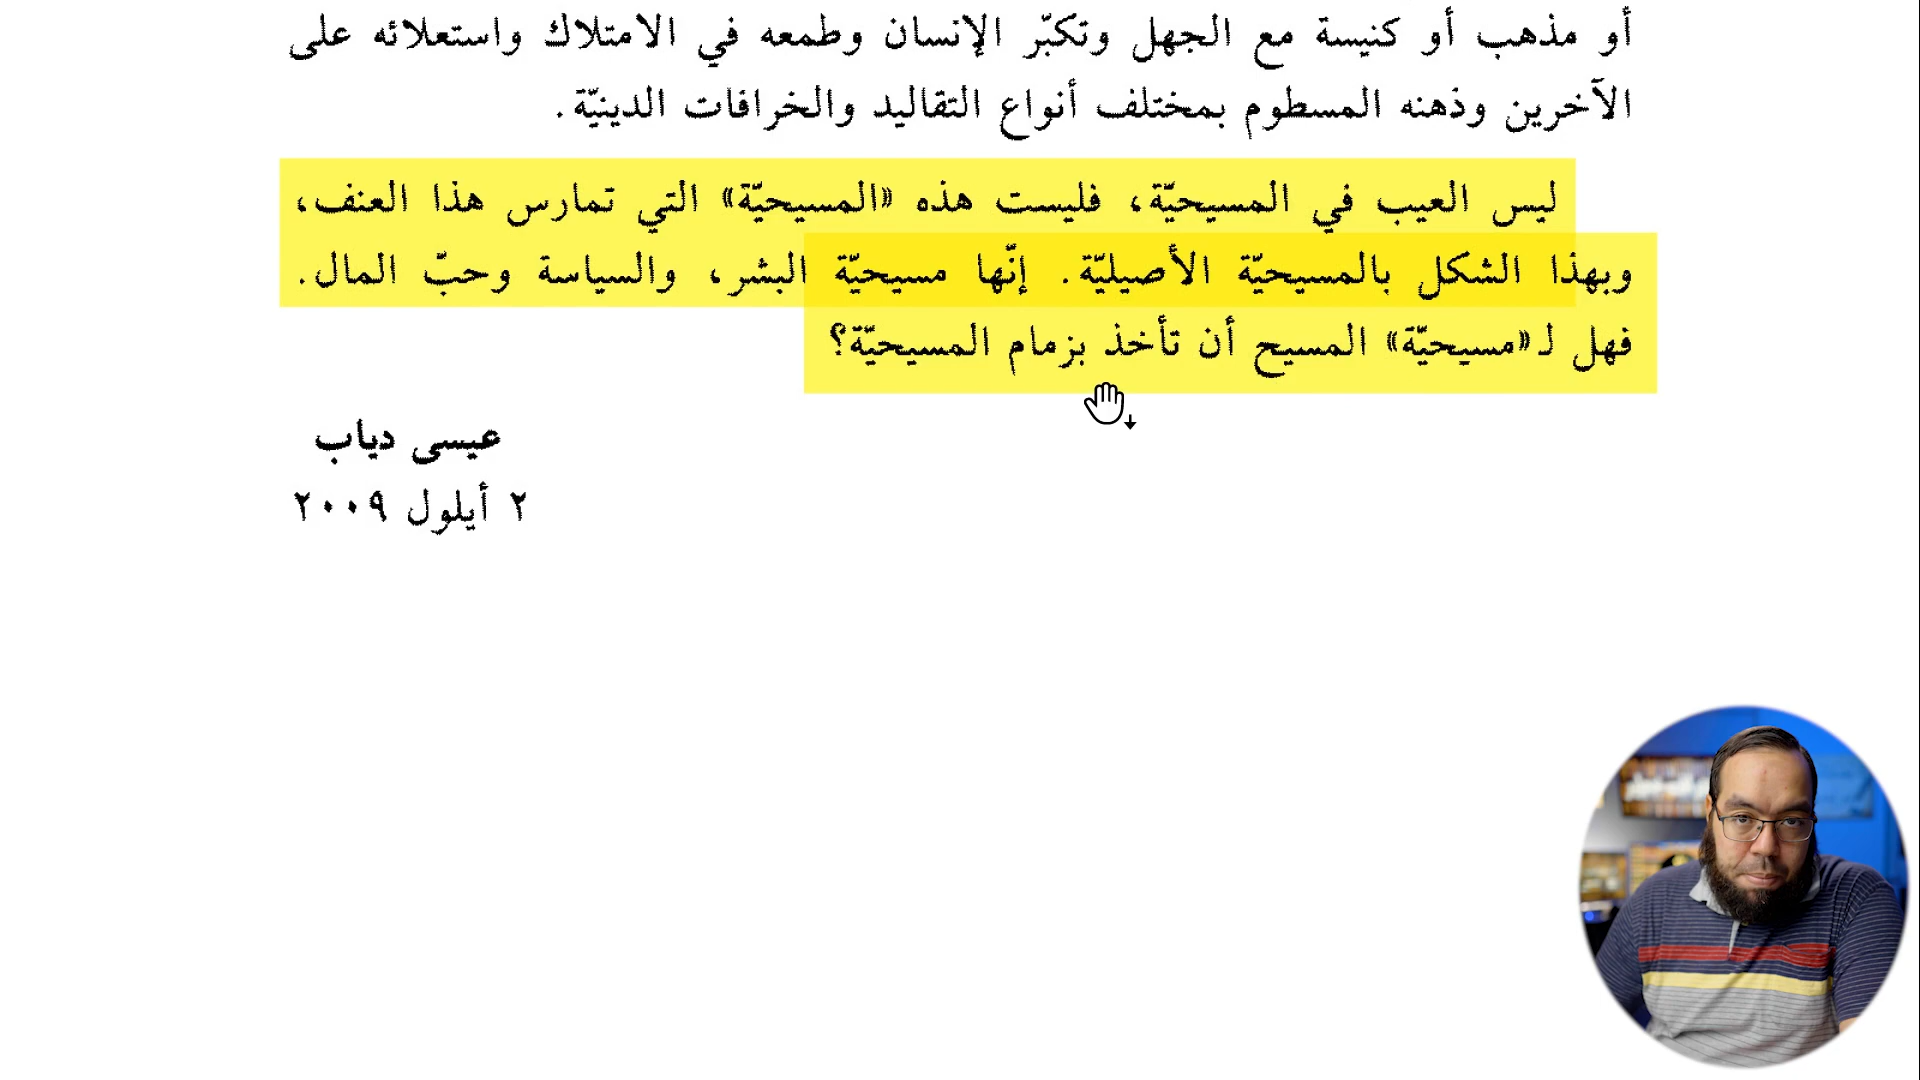 أو مذهب أو كنيسة مع الجهل وتكبّر الإنسان وطمعه في الامتلاك واستعلائه على
الآخرين وذهنه المسطوم بمختلف أنواع التقاليد والخرافات الدينيّة.
ليس العيب في المسيحيّة، فليست هذه «المسيحيّة» التي تمارس هذا العنف،
وبهذا الشكل بالمسيحيّة الأصيليّة. إنّها مسيحيّة البشر، والسياسة وحبّ المال.
فهل لـ «مسيحيّة» المسيح أن تأخذ بزمام المسيحيّة؟
عيسى دياب
٢ أيلول ٢٠٠٩